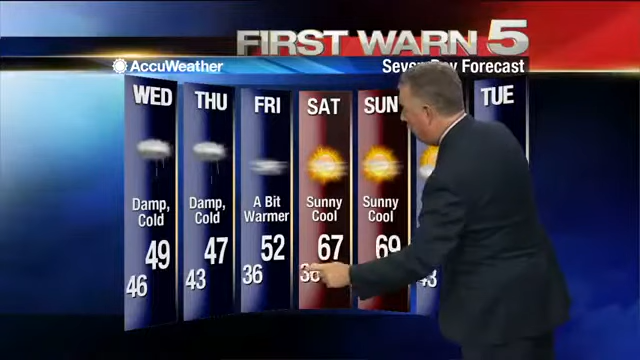 FIRST WARN 5
AccuWeather
Seven Day Forecast
WED
Damp,
Cold
49
46
THU
Damp,
Cold
47
43
FRI
A Bit
Warmer
52
36
SAT
Sunny
Cool
67
SUN
Sunny
Cool
69
TUE